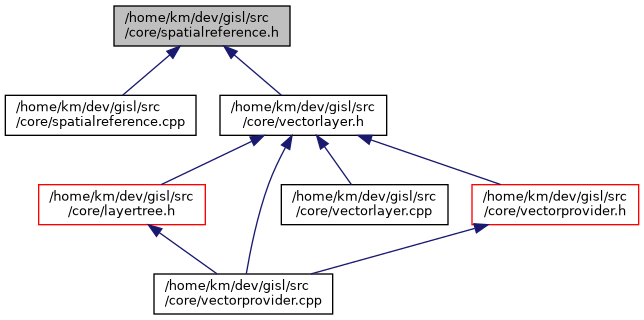 /home/km/dev/gisl/src
/core/spatialreference.h
/home/km/dev/gisl/src
/core/spatialreference.cpp
/home/km/dev/gisl/src
/core/vectorlayer.h
/home/km/dev/gisl/src
/core/layertree.h
/home/km/dev/gisl/src
/core/vectorlayer.cpp
/home/km/dev/gisl/src
/core/vectorprovider.h
/home/km/dev/gisl/src
/core/vectorprovider.cpp